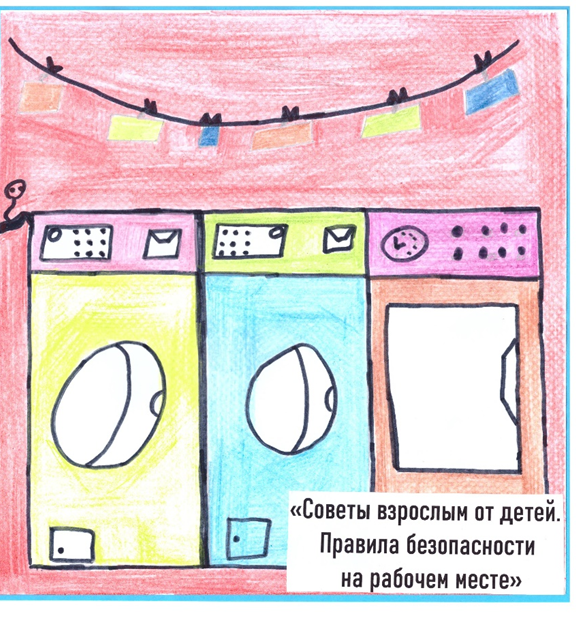 «Советы взрослым от детей.
Правила безопасности
на рабочем месте»